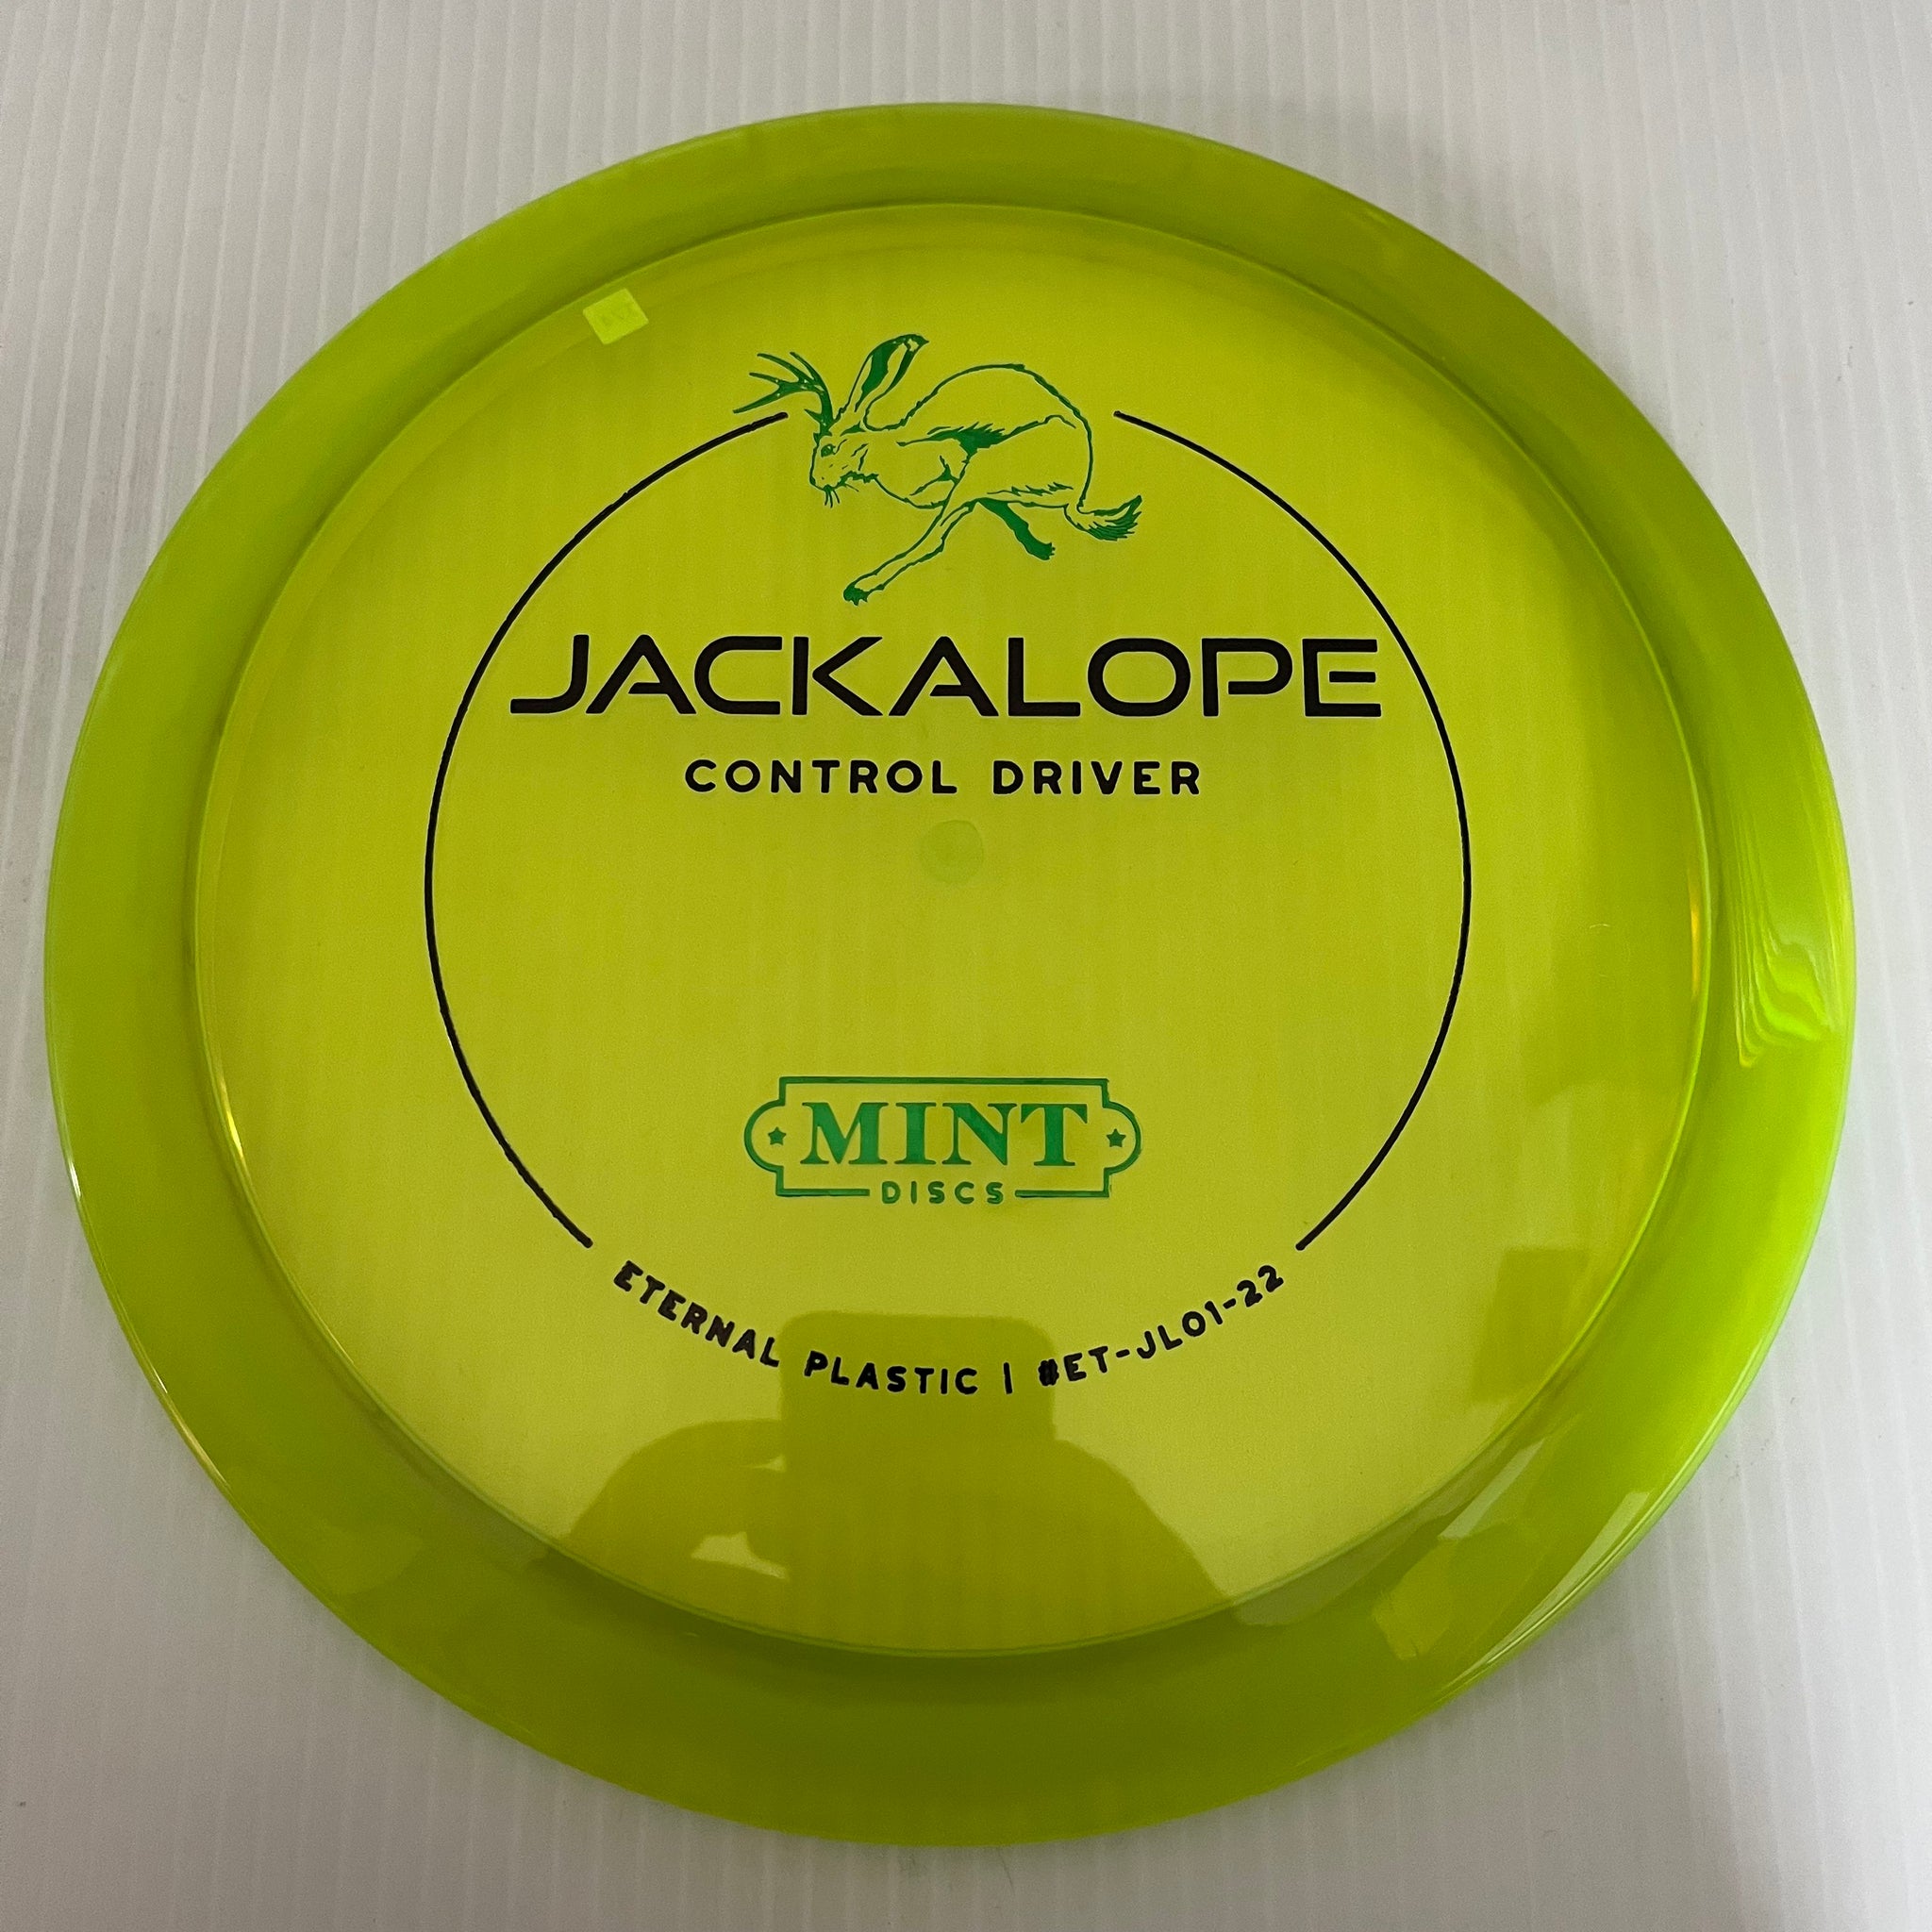 JACKALOPE
CONTROL DRIVER
MINT
DISCS
ETERNAL PLASTIC | #ET-JL01-22